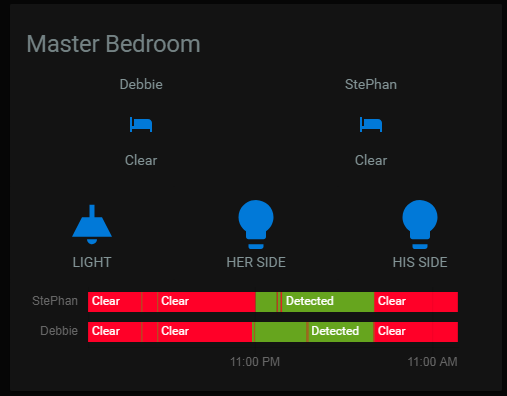 Master Bedroom
Debbie StePhan
Clear Clear
LIGHT HER SIDE HIS SIDE
StePhan Clear Clear Detected Clear
Debbie Clear Clear Detected Clear
11:00 PM 11:00 AM